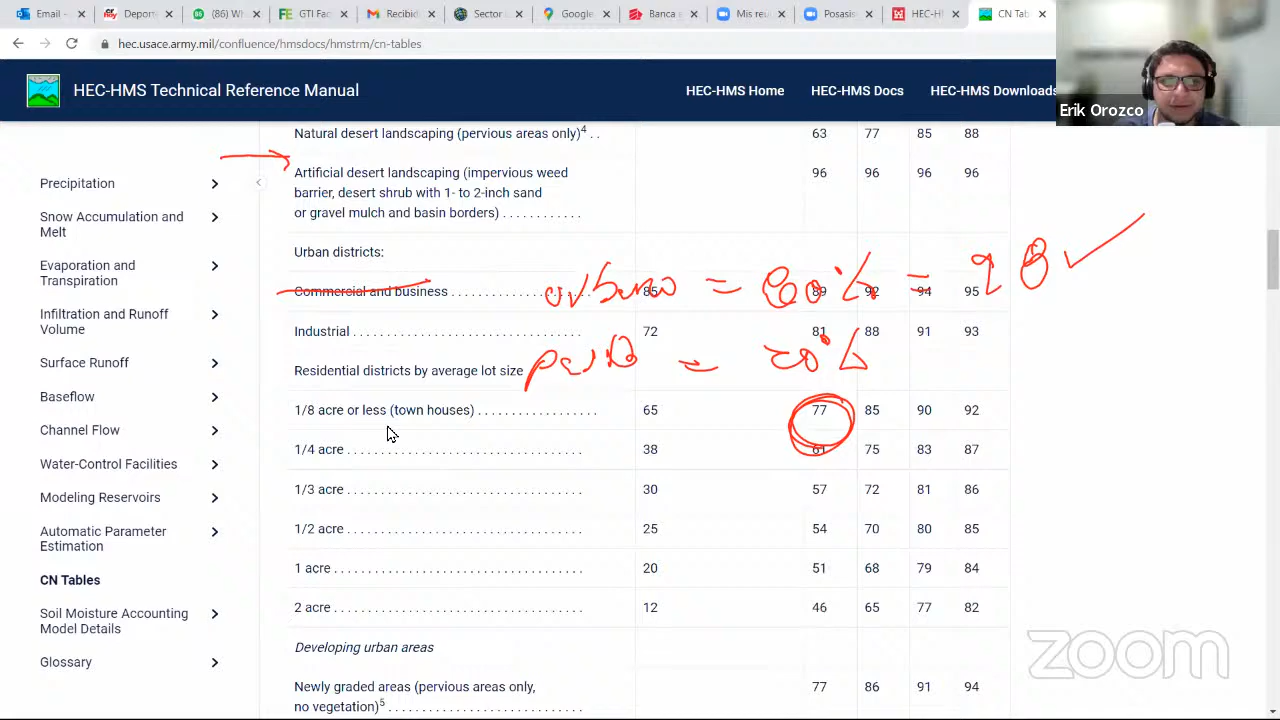 Email
Cr
Deport
(86) Wi
(86) W
GTI Fac
Recibid
Sector
Google
Banca
Mis reu
Posasis
HEC-H
CN Tab
hec.usace.army.mil/confluence/hmsdocs/hmstrm/cn-tables
HEC-HMS Technical Reference Manual
HEC-HMS Home
HEC-HMS Docs
HEC-HMS Downloads
Erik Orozco
Precipitation
Snow Accumulation and
Melt
Evaporation and
Transpiration
Infiltration and Runoff
Volume
Surface Runoff
Baseflow
Channel Flow
Water-Control Facilities
Modeling Reservoirs
Automatic Parameter
Estimation
CN Tables
Soil Moisture Accounting
Model Details
Glossary
Natural desert landscaping (pervious areas only)4 . . 63 77 85 88
Artificial desert landscaping (impervious weed 96 96 96 96
barrier, desert shrub with 1- to 2-inch sand
or gravel mulch and basin borders) . . . . . . . . . . . .
Urban districts:
Commercial and business . . . . . . . . . . . . . . . . . . . . . 85 89 92 94 95
= 80% = 98
Industrial . . . . . . . . . . . . . . . . . . . . . . . . . . . . . . . . . . 72 81 88 91 93
pasto = 20%
Residential districts by average lot size
1/8 acre or less (town houses) . . . . . . . . . . . . . . . . . . 65 77 85 90 92
1/4 acre . . . . . . . . . . . . . . . . . . . . . . . . . . . . . . . . . . . 38 61 75 83 87
1/3 acre . . . . . . . . . . . . . . . . . . . . . . . . . . . . . . . . . . . 30 57 72 81 86
1/2 acre . . . . . . . . . . . . . . . . . . . . . . . . . . . . . . . . . . . 25 54 70 80 85
1 acre . . . . . . . . . . . . . . . . . . . . . . . . . . . . . . . . . . . . . 20 51 68 79 84
2 acre . . . . . . . . . . . . . . . . . . . . . . . . . . . . . . . . . . . . . 12 46 65 77 82
Developing urban areas
Newly graded areas (pervious areas only, 77 86 91 94
no vegetation)5 . . . . . . . . . . . . . . . . . . . . . . . . . . . . .
zoom